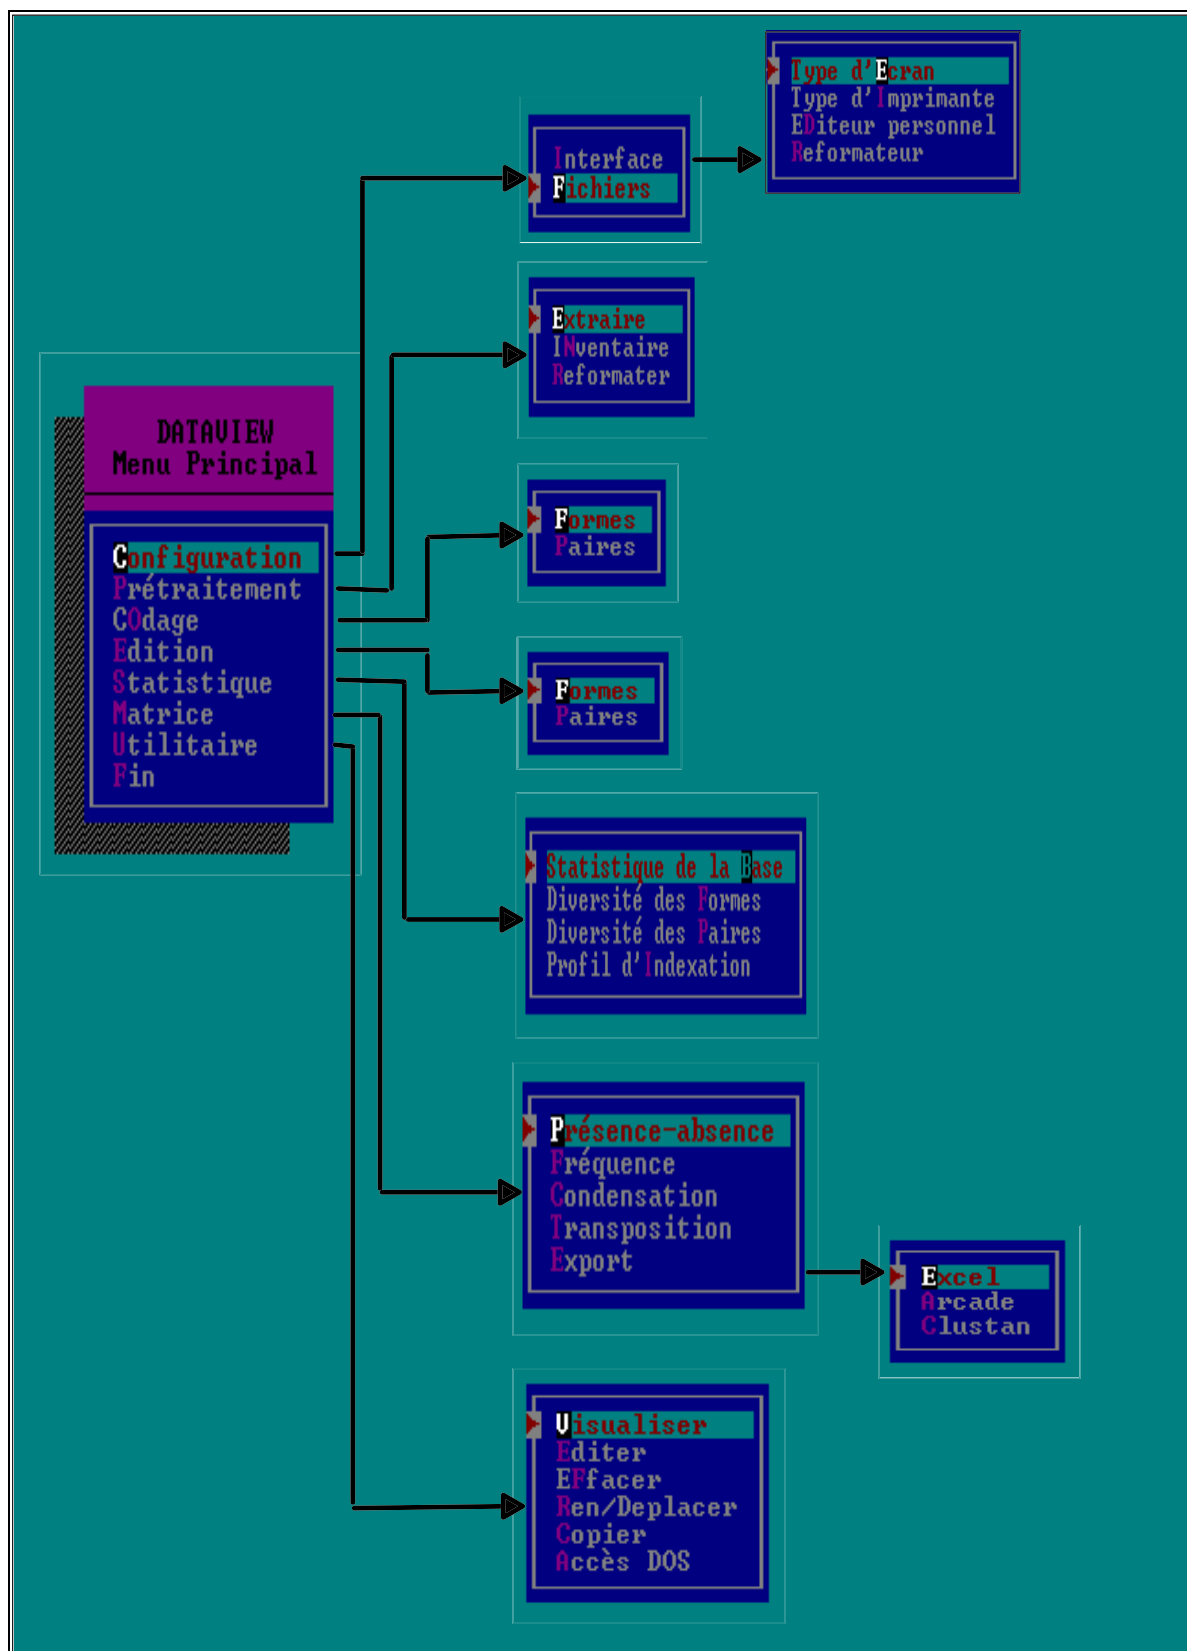 DATAVIEW
Menu Principal
Configuration
Prétraitement
COdage
Edition
Statistique
Matrice
Utilitaire
Fin
Interface
Fichiers
Type d'Ecran
Type d'Imprimante
EDiteur personnel
Reformateur
Extraire
INventaire
Reformater
Formes
Paires
Formes
Paires
Statistique de la Base
Diversité des Formes
Diversité des Paires
Profil d'Indexation
Présence-absence
Fréquence
Condensation
Transposition
Export
Excel
Arcade
Clustan
Visualiser
Editer
EFfacer
Ren/Deplacer
Copier
Accès DOS